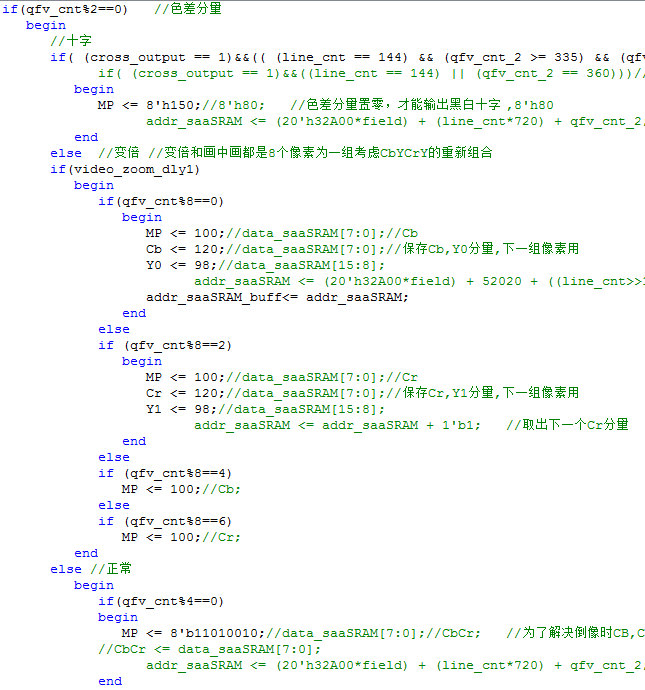 if(qfv_cnt%2==0) //色差分量
begin
//十字
if( (cross_output == 1)&&(( (line_cnt == 144) && (qfv_cnt_2 >= 335) && (qf
if( (cross_output == 1)&&((line_cnt == 144) || (qfv_cnt_2 == 360)))/
begin
MP <= 8'h150;//8'h80; //色差分量置零，才能输出黑白十字 ,8'h80
addr_saaSRAM <= (20'h32A00*field) + (line_cnt*720) + qfv_cnt_2
end
else //变倍 //变倍和画中画都是8个像素为一组考虑CbYCrY的重新组合
if(video_zoom_dly1)
begin
if(qfv_cnt%8==0)
begin
MP <= 100;//data_saaSRAM[7:0];//Cb
Cb <= 120;//data_saaSRAM[7:0];//保存Cb,Y0分量,下一组像素用
Y0 <= 98;//data_saaSRAM[15:8];
addr_saaSRAM <= (20'h32A00*field) + 52020 + ((line_cnt>>
addr_saaSRAM_buff<= addr_saaSRAM;
end
else
if (qfv_cnt%8==2)
begin
MP <= 100;//data_saaSRAM[7:0];//Cr
Cr <= 120;//data_saaSRAM[7:0];//保存Cr,Y1分量,下一组像素用
Y1 <= 98;//data_saaSRAM[15:8];
addr_saaSRAM <= addr_saaSRAM + 1'b1; //取出下一个Cr分量
end
else
if (qfv_cnt%8==4)
MP <= 100;//Cb;
else
if (qfv_cnt%8==6)
MP <= 100;//Cr;
end
else //正常
begin
if(qfv_cnt%4==0)
begin
MP <= 8'b11010010;//data_saaSRAM[7:0];//CbCr; //为了解决倒像时CB,C
//CbCr <= data_saaSRAM[7:0];
addr_saaSRAM <= (20'h32A00*field) + (line_cnt*720) + qfv_cnt_2
end